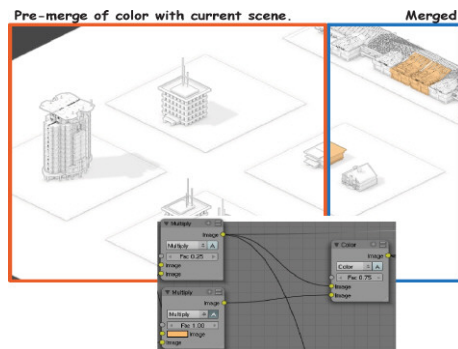 Pre-merge of color with current scene.
Merged
Multiply
Image
Multiply
Fac 0.25
Image
Image
Multiply
Image
Multiply
Fac 1.00
Image
Image
Color
Image
Color
Fac 0.75
Image
Image